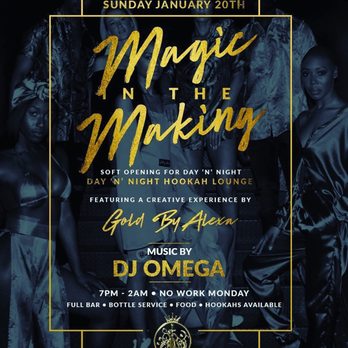 SUNDAY JANUARY 20TH
Magic
IN THE
Making
SOFT OPENING FOR DAY 'N' NIGHT
DAY 'N' NIGHT HOOKAH LOUNGE
FEATURING A CREATIVE EXPERIENCE BY
Gold By Alexa
MUSIC BY
DJ OMEGA
7PM - 2AM • NO WORK MONDAY
FULL BAR • BOTTLE SERVICE • FOOD • HOOKAHS AVAILABLE